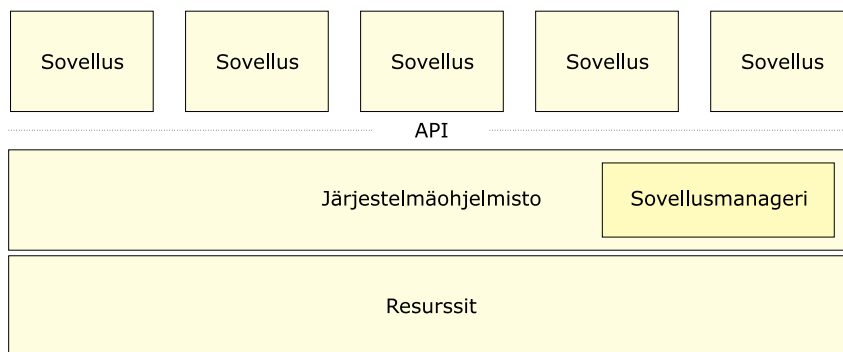 Sovellus Sovellus Sovellus Sovellus Sovellus
API
Järjestelmäohjelmisto Sovellusmanageri
Resurssit